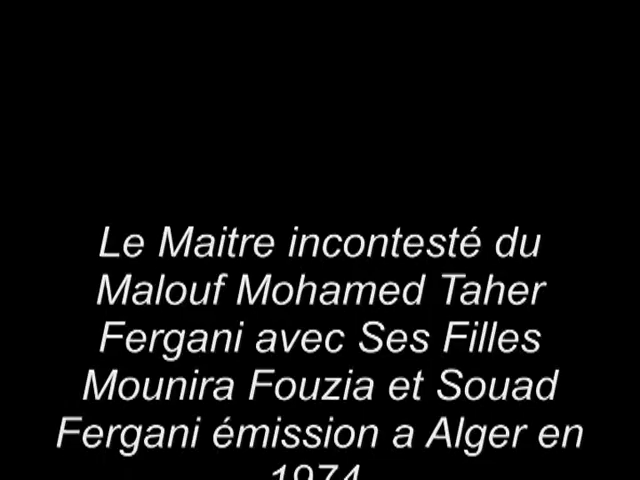 Le Maitre incontesté du
Malouf Mohamed Taher
Fergani avec Ses Filles
Mounira Fouzia et Souad
Fergani émission a Alger en
1974